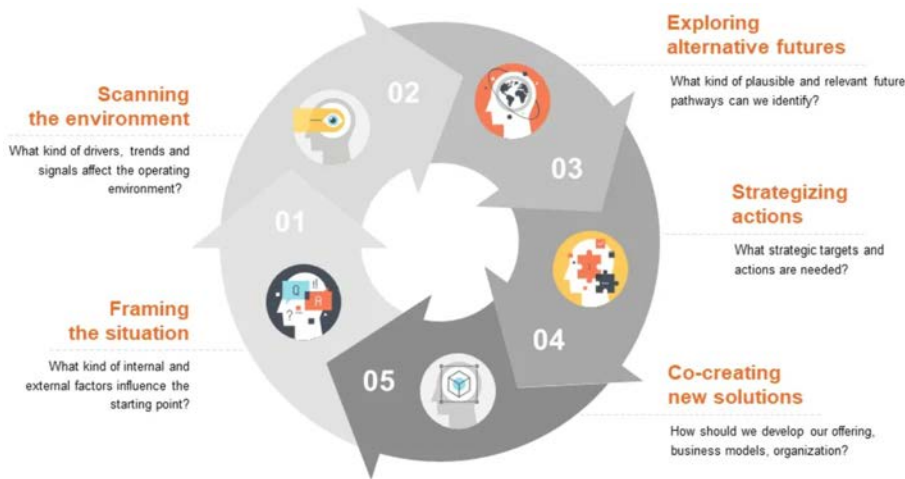 01
02
03
04
05
Framing
the situation
What kind of internal and
external factors influence the
starting point?
Scanning
the environment
What kind of drivers, trends and
signals affect the operating
environment?
Exploring
alternative futures
What kind of plausible and relevant future
pathways can we identify?
Strategizing
actions
What strategic targets and
actions are needed?
Co-creating
new solutions
How should we develop our offering,
business models, organization?
Q
A
?
!!